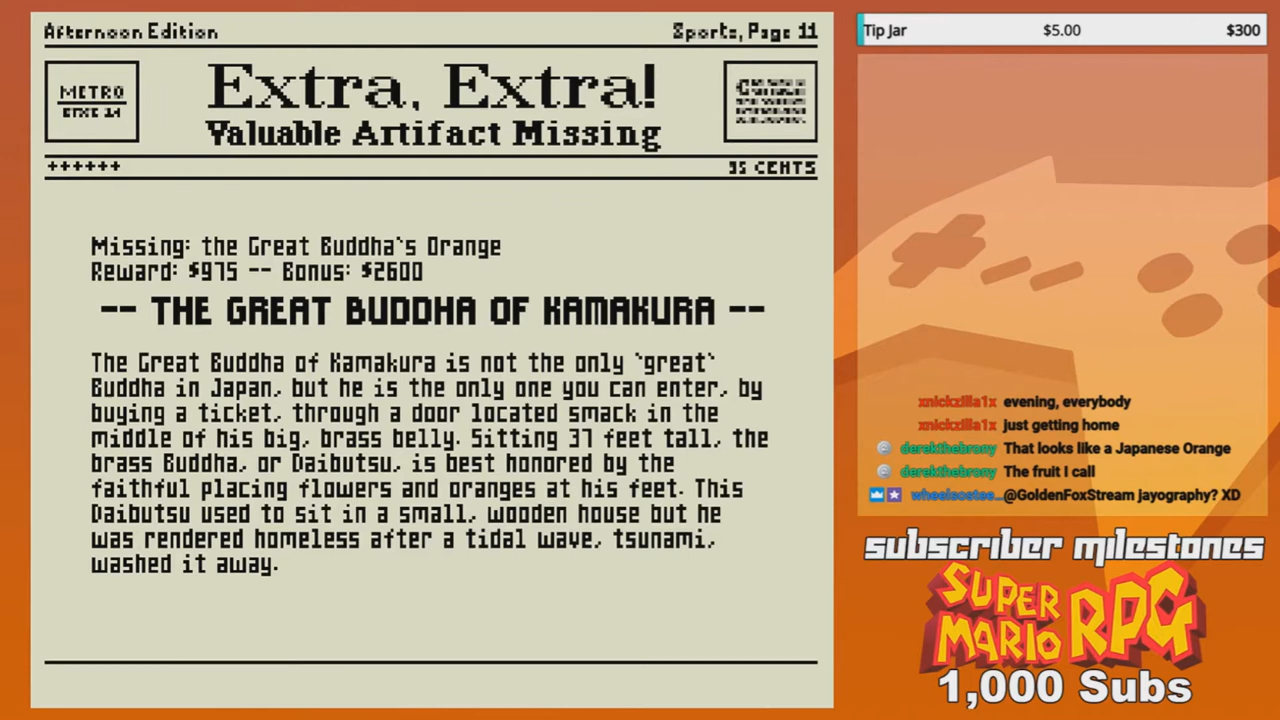 Afternoon Edition
Sports, Page 11
METRO
Extra, Extra!
Valuable Artifact Missing
++++++
35 CENTS
Missing: the Great Buddha`s Orange
Reward: $975 -- Bonus: $2600
-- THE GREAT BUDDHA OF KAMAKURA --
The Great Buddha of Kamakura is not the only `great`
Buddha in Japan, but he is the only one you can enter, by
buying a ticket, through a door located smack in the
middle of his big, brass belly. Sitting 37 feet tall, the
brass Buddha, or Daibutsu, is best honored by the
faithful placing flowers and oranges at his feet. This
Daibutsu used to sit in a small, wooden house but he
was rendered homeless after a tidal wave, tsunami,
washed it away.
Tip Jar $5.00 $300
xnickzilla1x evening, everybody
xnickzilla1x just getting home
derekthebrony That looks like a Japanese Orange
derekthebrony The fruit I call
wheelsostee... @GoldenFoxStream jayography? XD
subscriber milestones
SUPER
MARIO RPG
1,000 Subs